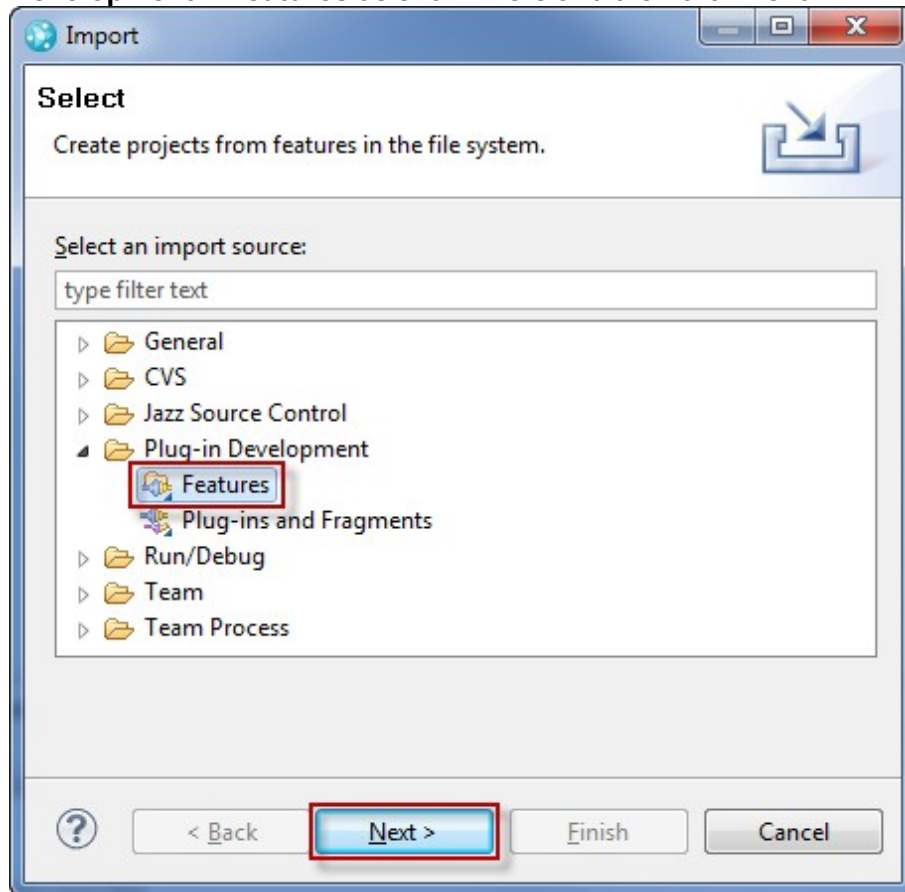 Import
Select
Create projects from features in the file system.
Select an import source:
type filter text
General
CVS
Jazz Source Control
Plug-in Development
Features
Plug-ins and Fragments
Run/Debug
Team
Team Process
? < Back Next > Finish Cancel